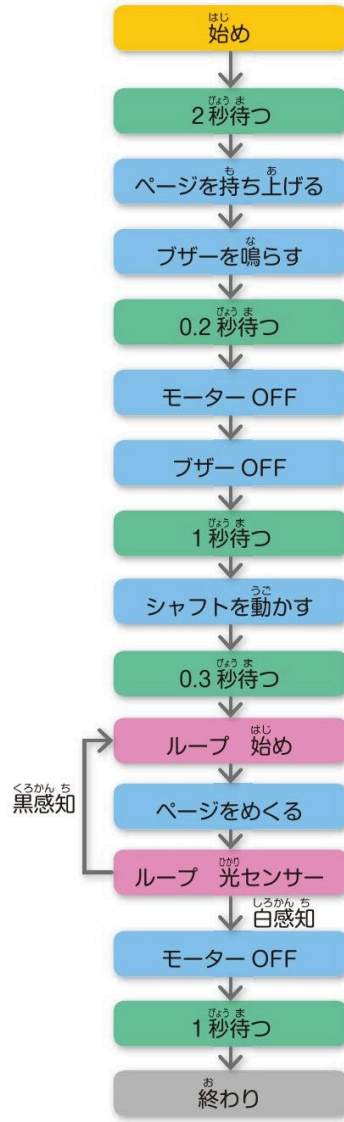 始め
2秒待つ
ページを持ち上げる
ブザーを鳴らす
0.2秒待つ
モーター OFF
ブザー OFF
1秒待つ
シャフトを動かす
0.3秒待つ
ループ 始め
黒感知
ページをめくる
ループ 光センサー
白感知
モーター OFF
1秒待つ
終わり